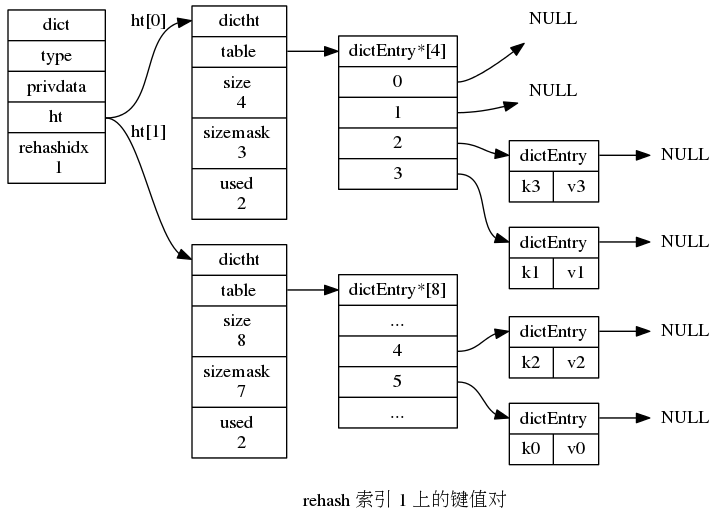 dict
type
privdata
ht
rehashidx
1
ht[0]
ht[1]
dictht
table
size
4
sizemask
3
used
2
dictEntry*[4]
0
1
2
3
NULL
NULL
dictEntry
k3 v3
NULL
dictEntry
k1 v1
NULL
dictht
table
size
8
sizemask
7
used
2
dictEntry*[8]
...
4
5
...
dictEntry
k2 v2
NULL
dictEntry
k0 v0
NULL
rehash 索引 1 上的键值对